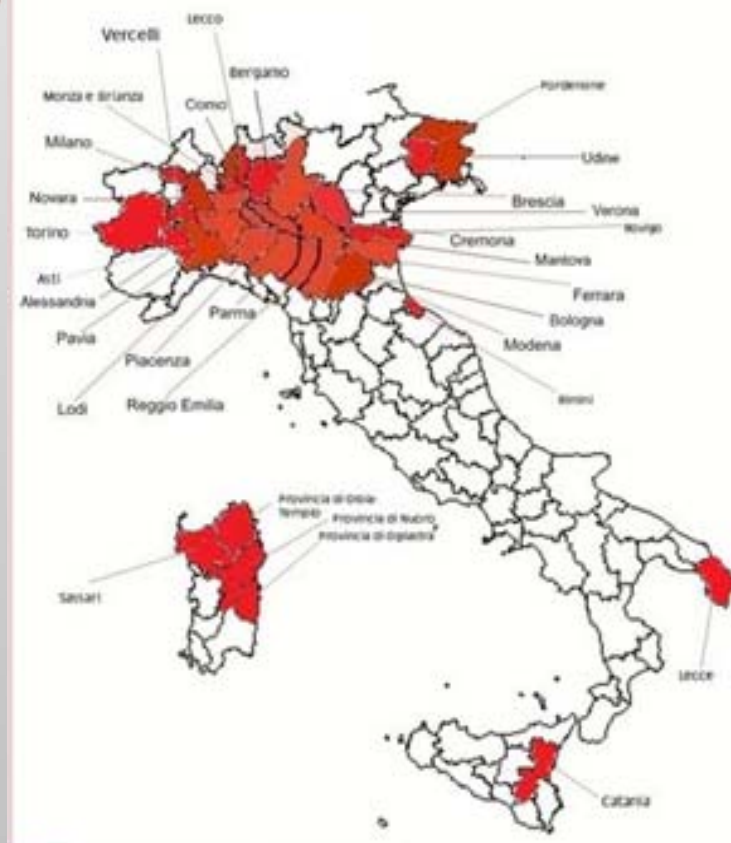 Lecco
Vercelli
Bergamo
Monza e Brianza
Como
Pordenone
Milano
Udine
Novara
Brescia
Verona
Rovigo
torino
Cremona
Mantova
Asti
Ferrara
Alessandria
Parma
Bologna
Pavia
Modena
Piacenza
Rimini
Lodi
Reggio Emilia
Provincia di Olbia-
Tempio
Provincia di Nuoro
Provincia di Ogliastra
Sassari
Lecce
Catania